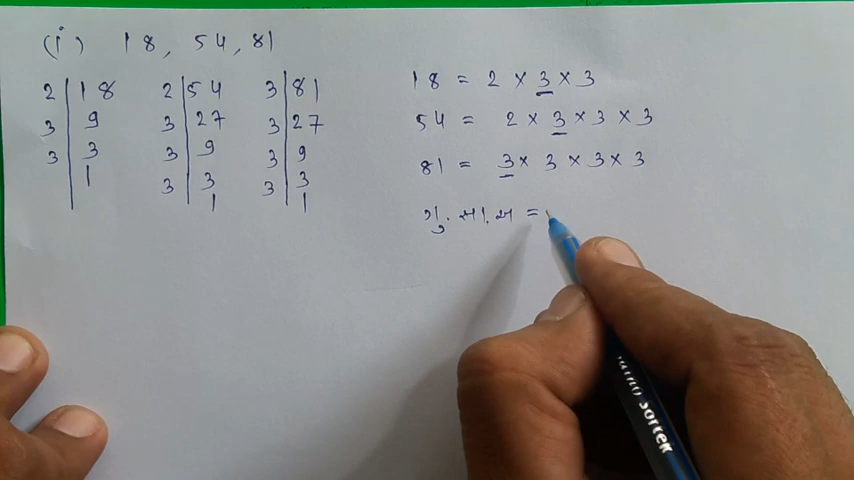 (i) 18, 54, 81
2 | 18
3 | 9
3 | 3
| 1
2 | 54
3 | 27
3 | 9
3 | 3
1
3 | 81
3 | 27
3 | 9
3 | 3
1
18 = 2 × 3 × 3
54 = 2 × 3 × 3 × 3
81 = 3 × 3 × 3 × 3
ગુ. સા. અ =